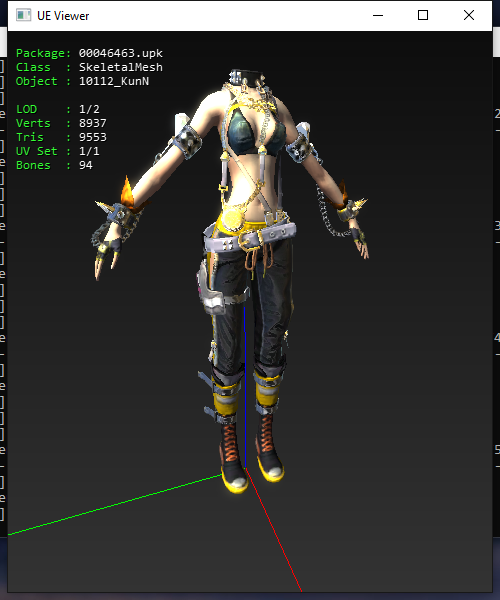 UE Viewer
Package: 00046463.upk
Class : SkeletalMesh
Object : 10112_KunN
LOD : 1/2
Verts : 8937
Tris : 9553
UV Set : 1/1
Bones : 94